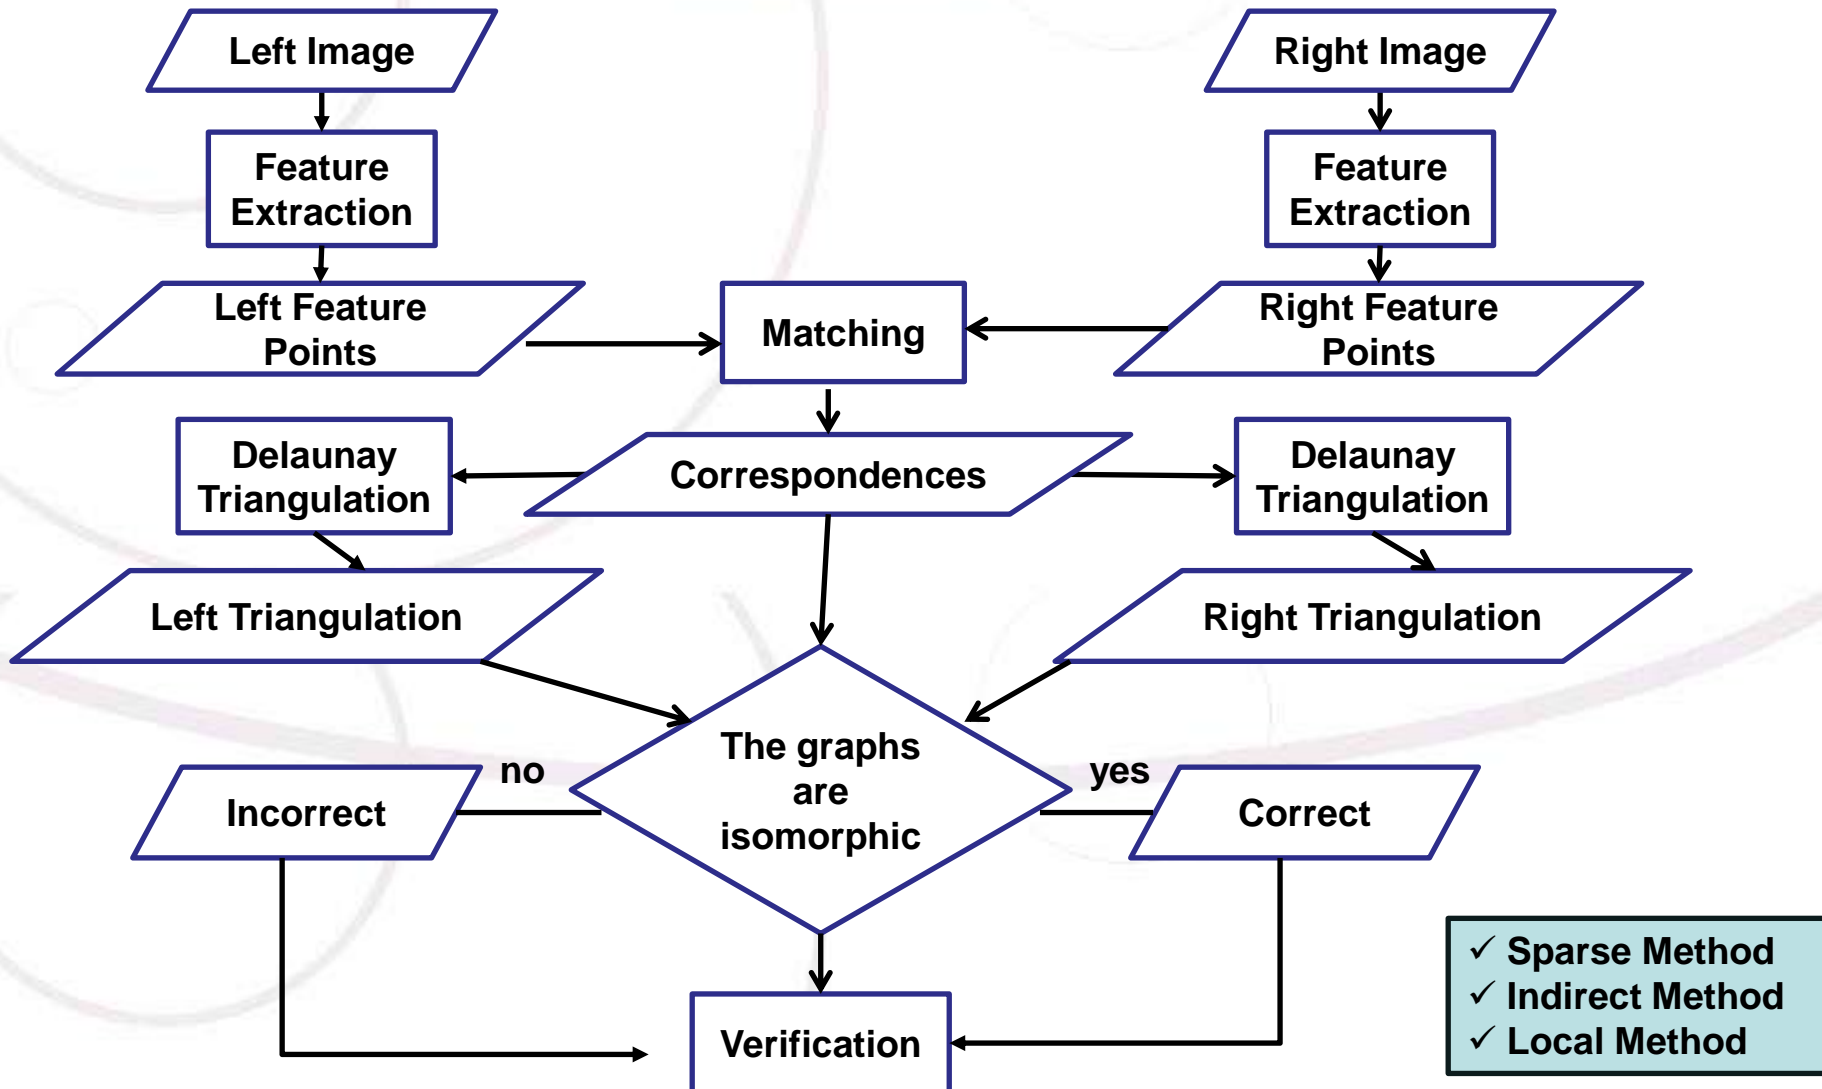 Left Image
Right Image
Feature
Extraction
Feature
Extraction
Left Feature
Points
Matching
Right Feature
Points
Delaunay
Triangulation
Correspondences
Delaunay
Triangulation
Left Triangulation
Right Triangulation
The graphs
are
isomorphic
no
yes
Incorrect
Correct
Verification
✓ Sparse Method
✓ Indirect Method
✓ Local Method